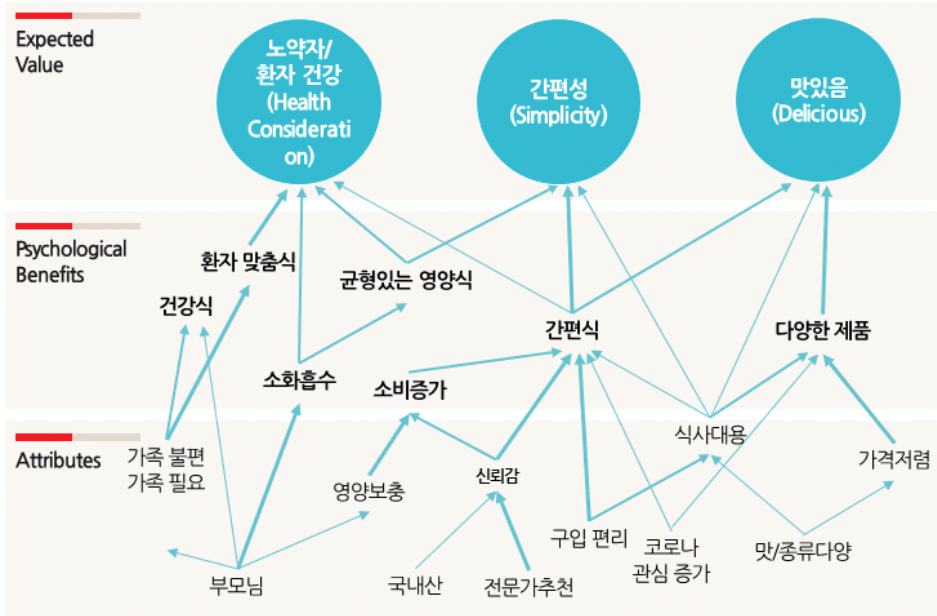 Expected
Value
노약자/
환자 건강
(Health
Considerati
on)
간편성
(Simplicity)
맛있음
(Delicious)
Psychological
Benefits
환자 맞춤식
건강식
균형있는 영양식
간편식
다양한 제품
소화흡수
소비증가
Attributes
가족 불편
가족 필요
영양보충
신뢰감
식사대용
가격저렴
부모님
국내산
전문가추천
구입 편리
코로나
관심 증가
맛/종류다양